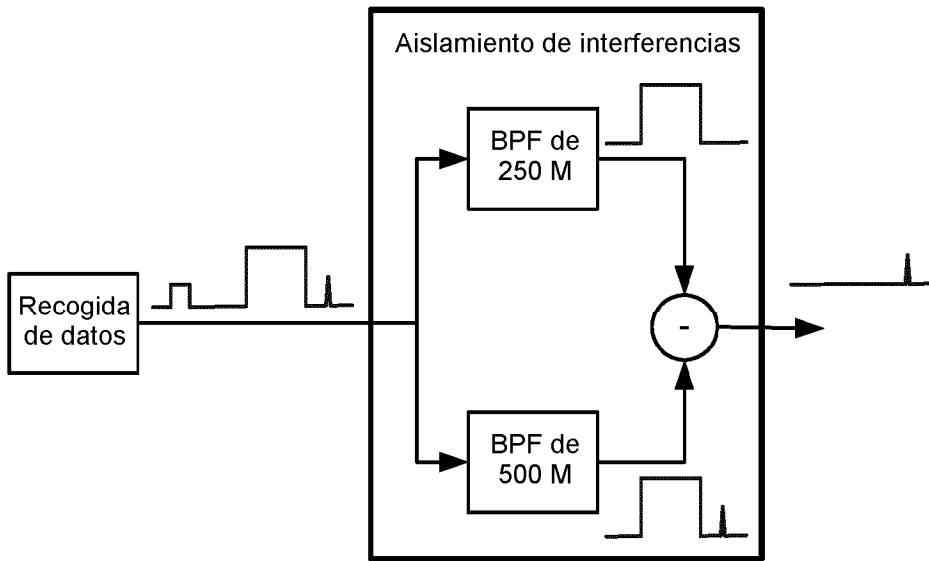 Aislamiento de interferencias
BPF de
250 M
Recogida
de datos
-
BPF de
500 M